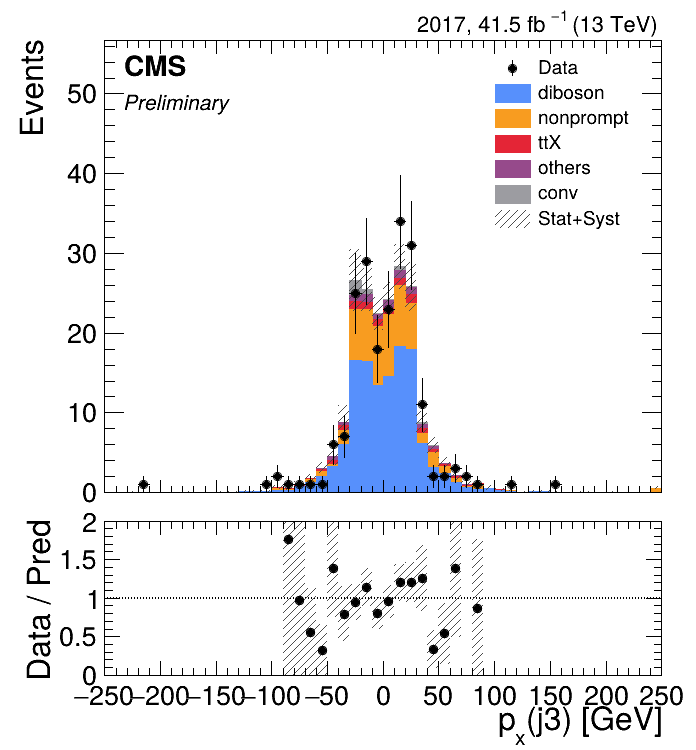 2017, 41.5 fb⁻¹ (13 TeV)
CMS
Preliminary
Events
50
40
30
20
10
0
Data
diboson
nonprompt
ttX
others
conv
Stat+Syst
Data / Pred
2
1.5
1
0.5
0
−250 −200 −150 −100 −50 0 50 100 150 200 250
pₓ(j3) [GeV]